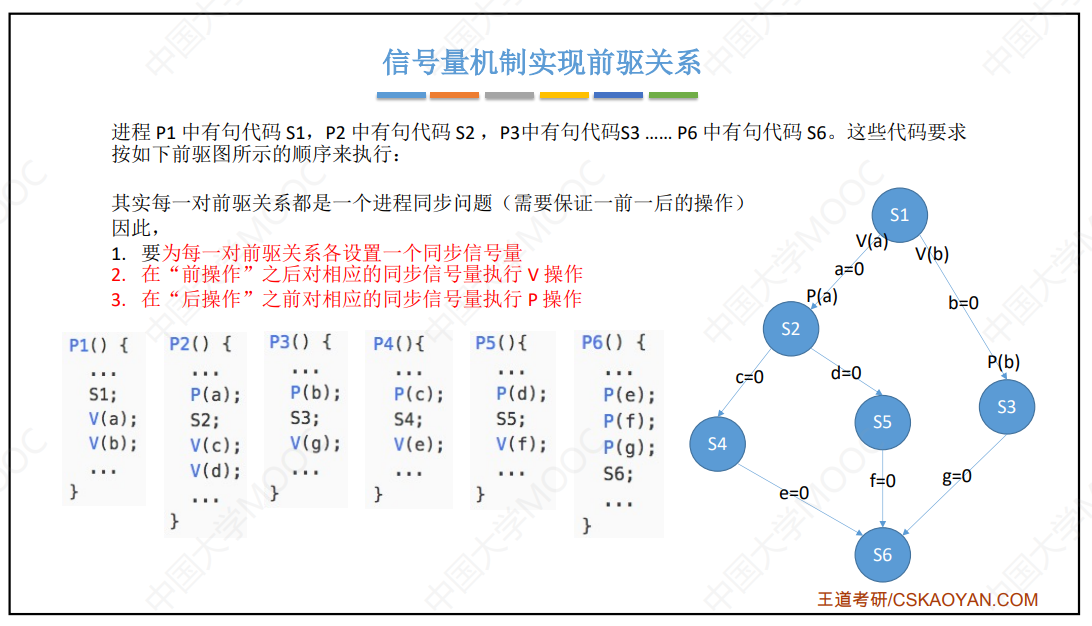 信号量机制实现前驱关系
进程 P1 中有句代码 S1，P2 中有句代码 S2 ，P3中有句代码S3 …… P6 中有句代码 S6。这些代码要求
按如下前驱图所示的顺序来执行：
其实每一对前驱关系都是一个进程同步问题（需要保证一前一后的操作）
因此，
1. 要为每一对前驱关系各设置一个同步信号量
2. 在“前操作”之后对相应的同步信号量执行 V 操作
3. 在“后操作”之前对相应的同步信号量执行 P 操作
P1() {
...
S1;
V(a);
V(b);
...
}
P2() {
...
P(a);
S2;
V(c);
V(d);
...
}
P3() {
...
P(b);
S3;
V(g);
...
}
P4(){
...
P(c);
S4;
V(e);
...
}
P5(){
...
P(d);
S5;
V(f);
...
}
P6() {
...
P(e);
P(f);
P(g);
S6;
...
}
S1
V(a)
V(b)
a=0
P(a)
b=0
S2
P(b)
c=0
d=0
S3
S4
S5
e=0
f=0
g=0
S6
王道考研/CSKAOYAN.COM
中国大学MOOC